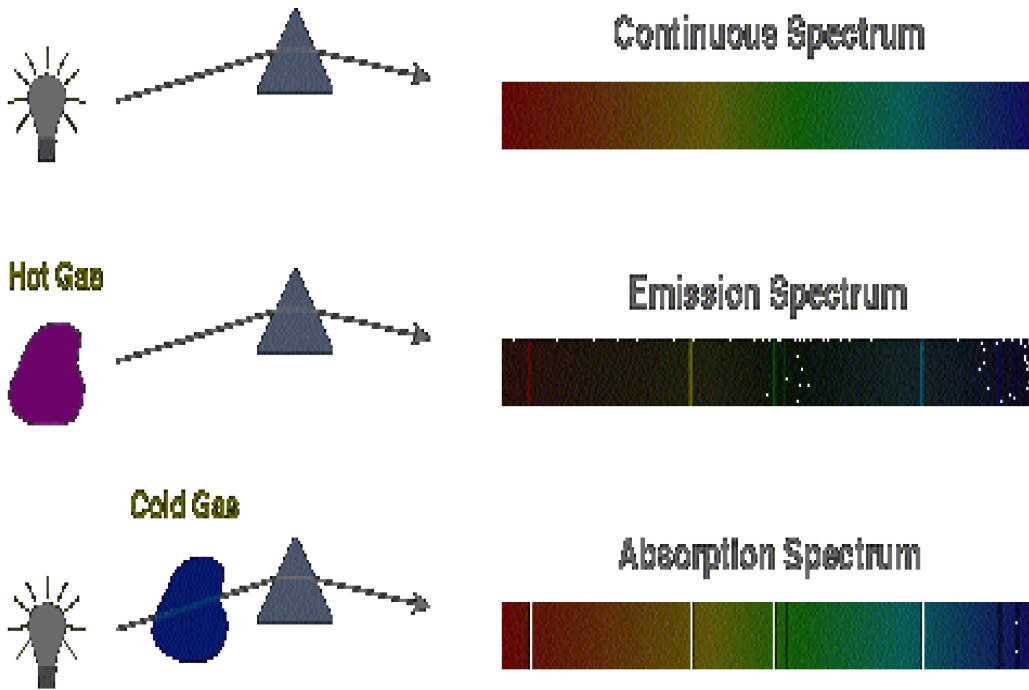 Continuous Spectrum
Hot Gas
Emission Spectrum
Cold Gas
Absorption Spectrum